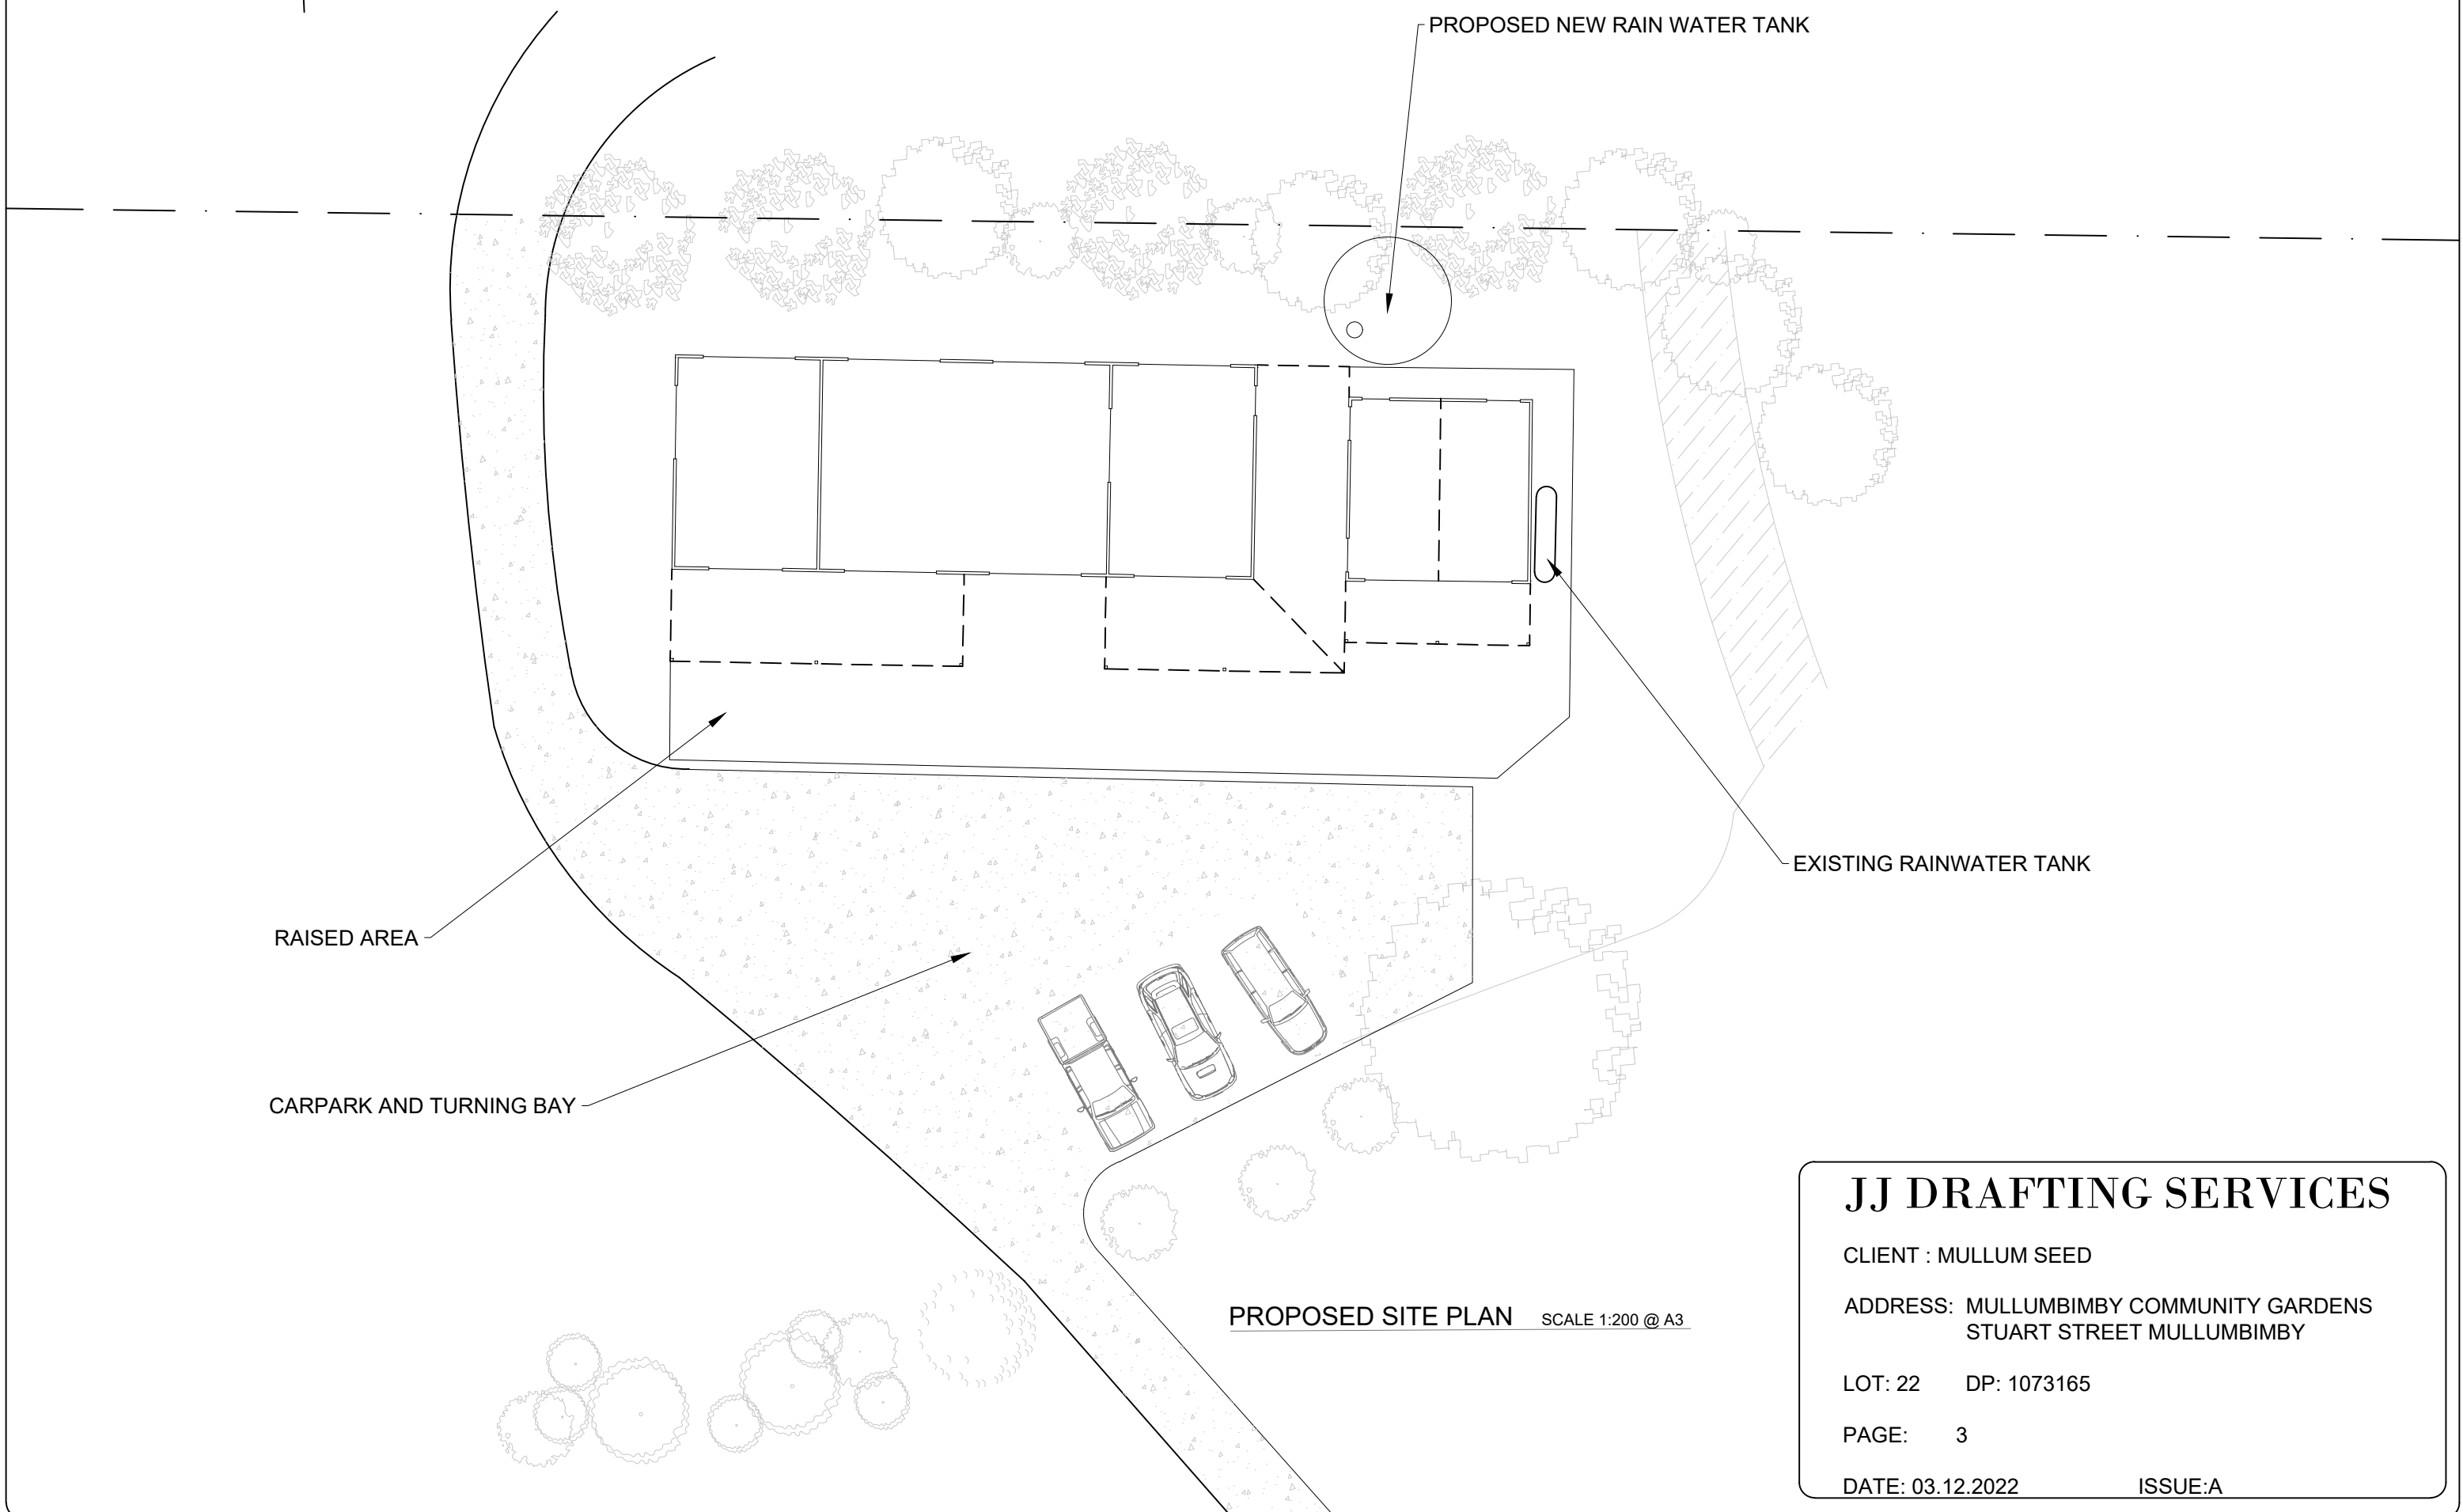 PROPOSED NEW RAIN WATER TANK
EXISTING RAINWATER TANK
RAISED AREA
CARPARK AND TURNING BAY
PROPOSED SITE PLAN SCALE 1:200 @ A3
JJ DRAFTING SERVICES
CLIENT : MULLUM SEED
ADDRESS: MULLUMBIMBY COMMUNITY GARDENS
STUART STREET MULLUMBIMBY
LOT: 22 DP: 1073165
PAGE: 3
DATE: 03.12.2022 ISSUE:A